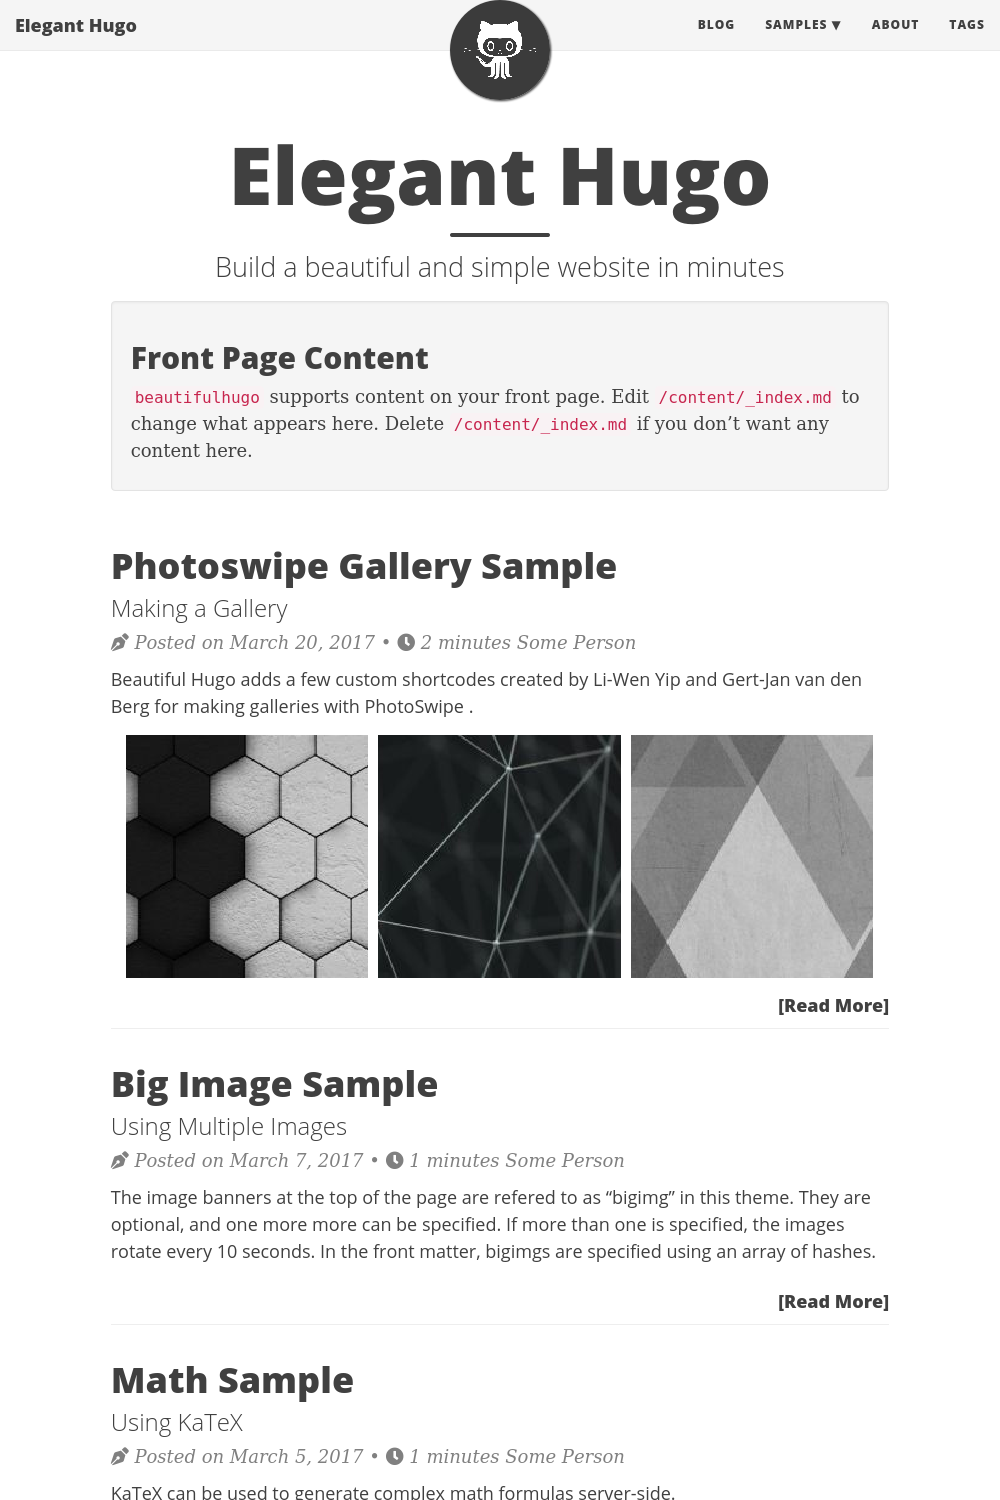 Elegant Hugo
BLOG SAMPLES ▼ ABOUT TAGS
Elegant Hugo
Build a beautiful and simple website in minutes
Front Page Content
beautifulhugo supports content on your front page. Edit /content/_index.md to
change what appears here. Delete /content/_index.md if you don’t want any
content here.
Photoswipe Gallery Sample
Making a Gallery
Posted on March 20, 2017 • 2 minutes Some Person
Beautiful Hugo adds a few custom shortcodes created by Li-Wen Yip and Gert-Jan van den
Berg for making galleries with PhotoSwipe .
[Read More]
Big Image Sample
Using Multiple Images
Posted on March 7, 2017 • 1 minutes Some Person
The image banners at the top of the page are refered to as “bigimg” in this theme. They are
optional, and one more more can be specified. If more than one is specified, the images
rotate every 10 seconds. In the front matter, bigimgs are specified using an array of hashes.
[Read More]
Math Sample
Using KaTeX
Posted on March 5, 2017 • 1 minutes Some Person
KaTeX can be used to generate complex math formulas server-side.